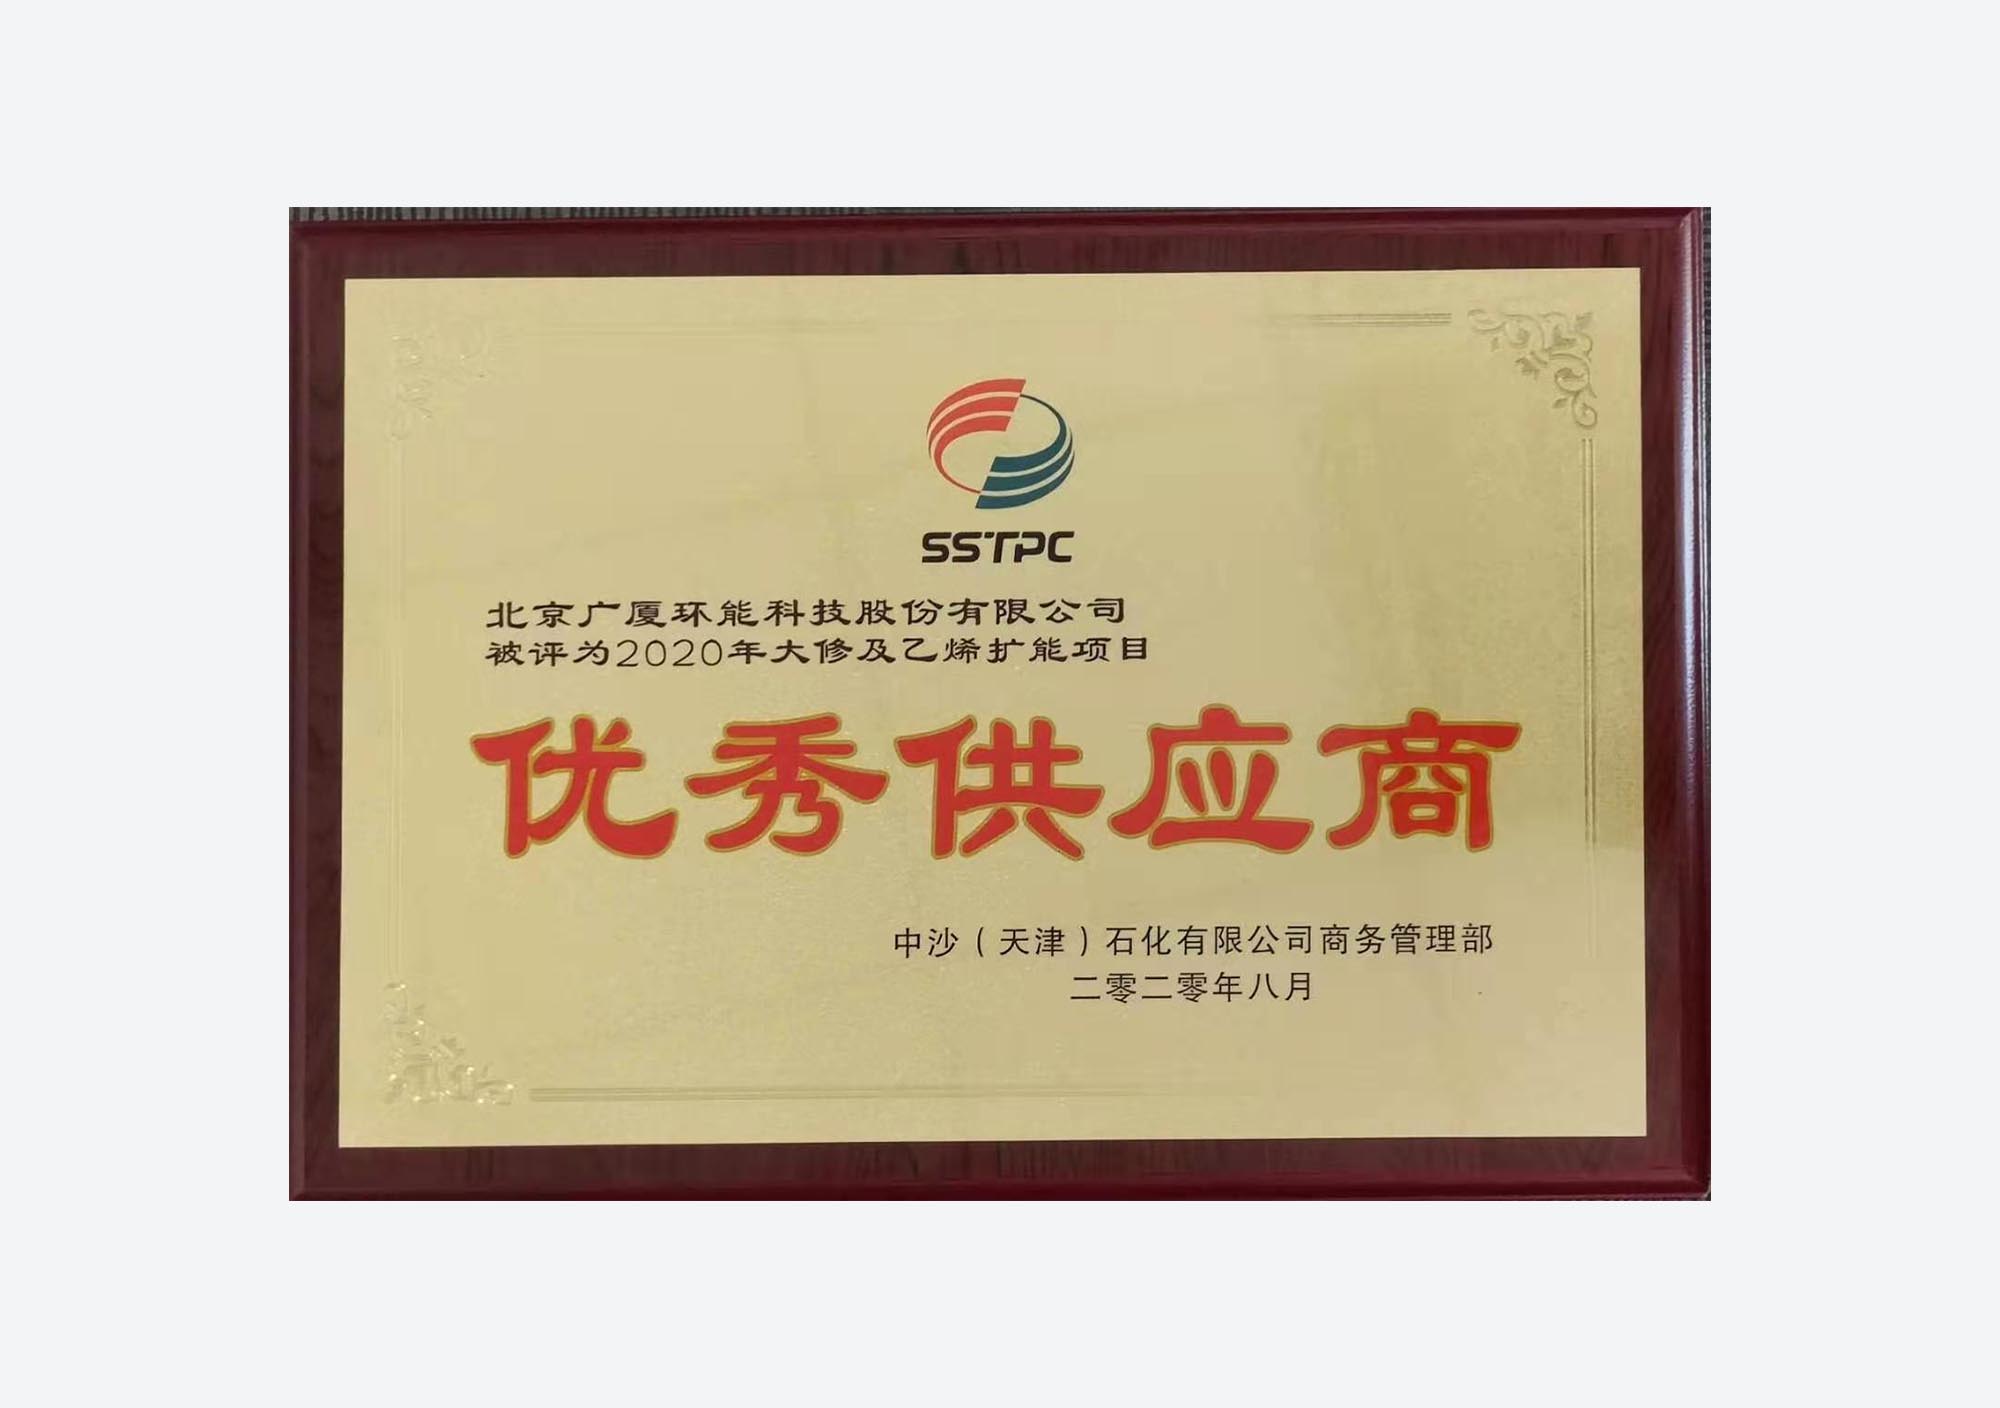 SSTPC
北京广厦环能科技股份有限公司
被评为2020年大修及乙烯扩能项目
优秀供应商
中沙（天津）石化有限公司商务管理部
二零二零年八月